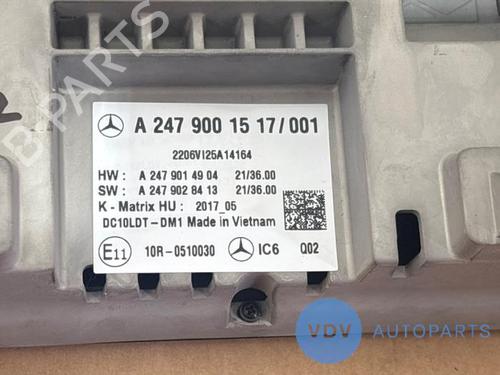 A 247 900 15 17/001
2206VI25A14164
HW : A 247 901 49 04 21/36.00
SW : A 247 902 84 13 21/36.00
K - Matrix HU : 2017_05
DC10LDT-DM1 Made in Vietnam
E11 10R-0510030 IC6 Q02
VDV AUTOPARTS